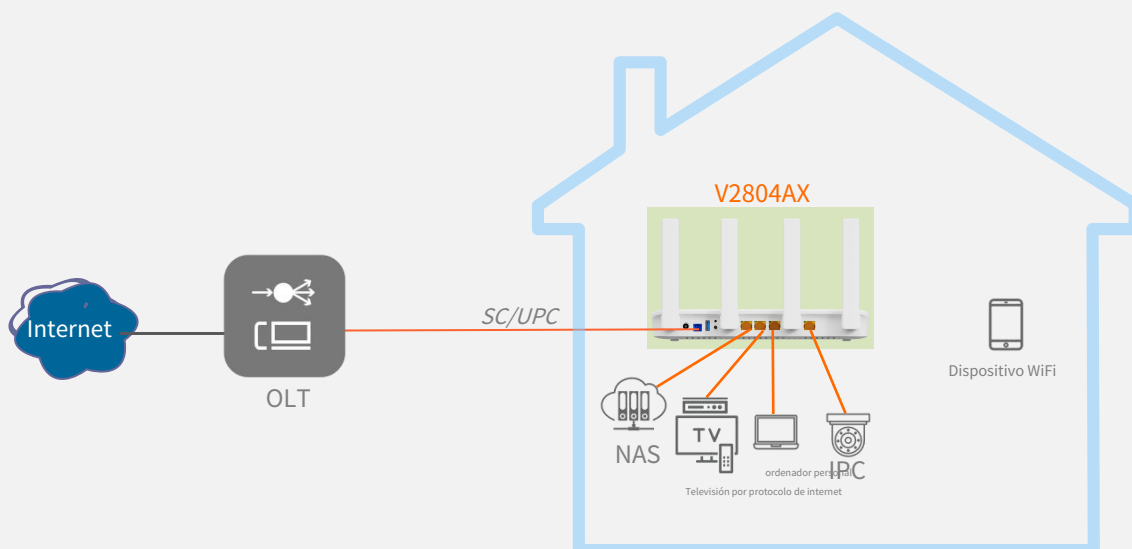 V2804AX
Internet
SC/UPC
OLT
Dispositivo WiFi
TV
NAS
IPC
ordenador personal
Televisión por protocolo de internet